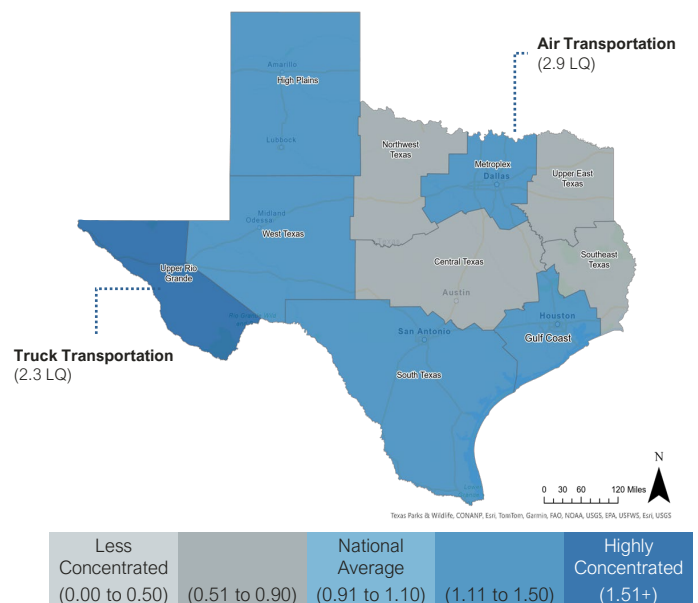 Air Transportation
(2.9 LQ)
Amarillo
High Plains
Lubbock
Northwest
Texas
Metroplex
Dallas
Upper East
Texas
Midland
Odessa
West Texas
Central Texas
Southeast
Texas
Upper Rio
Grande
Austin
Truck Transportation
(2.3 LQ)
San Antonio
Houston
Gulf Coast
South Texas
N
0 30 60 120 Miles
Texas Parks & Wildlife, CONANP, Esri, TomTom, Garmin, FAO, NOAA, USGS, EPA, USFWS, Esri, USGS
Less
Concentrated
(0.00 to 0.50)
(0.51 to 0.90)
National
Average
(0.91 to 1.10)
(1.11 to 1.50)
Highly
Concentrated
(1.51+)